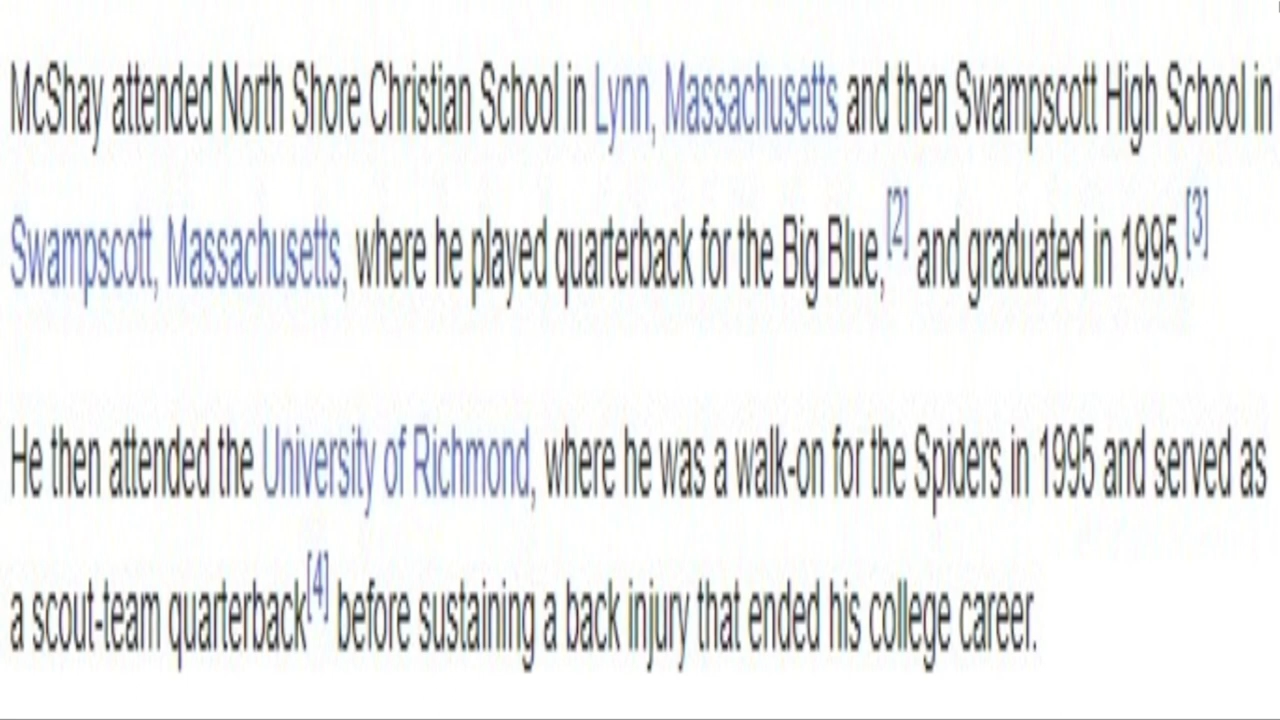 McShay attended North Shore Christian School in Lynn, Massachusetts and then Swampscott High School in
Swampscott, Massachusetts, where he played quarterback for the Big Blue,[2] and graduated in 1995.[3]
He then attended the University of Richmond, where he was a walk-on for the Spiders in 1995 and served as
a scout-team quarterback[4] before sustaining a back injury that ended his college career.